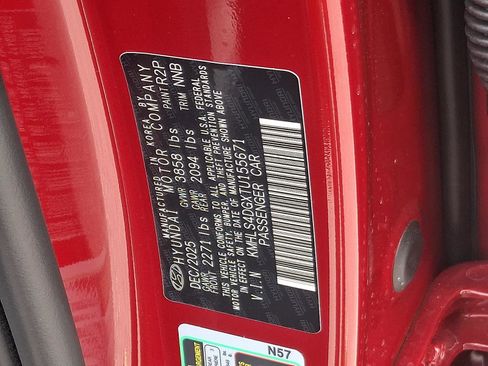 MANUFACTURED IN KOREA BY
HYUNDAI MOTOR COMPANY
DEC/2025 GVWR 3858 lbs PAINT R2P
GAWR FRONT 2271 lbs GAWR REAR 2094 lbs TRIM NNB
THIS VEHICLE CONFORMS TO ALL APPLICABLE U.S.A. FEDERAL
MOTOR VEHICLE SAFETY, BUMPER, AND THEFT PREVENTION STANDARDS
IN EFFECT ON THE DATE OF MANUFACTURE SHOWN ABOVE
V.I.N KMHLS4DGXTU155671
PASSENGER CAR
N57